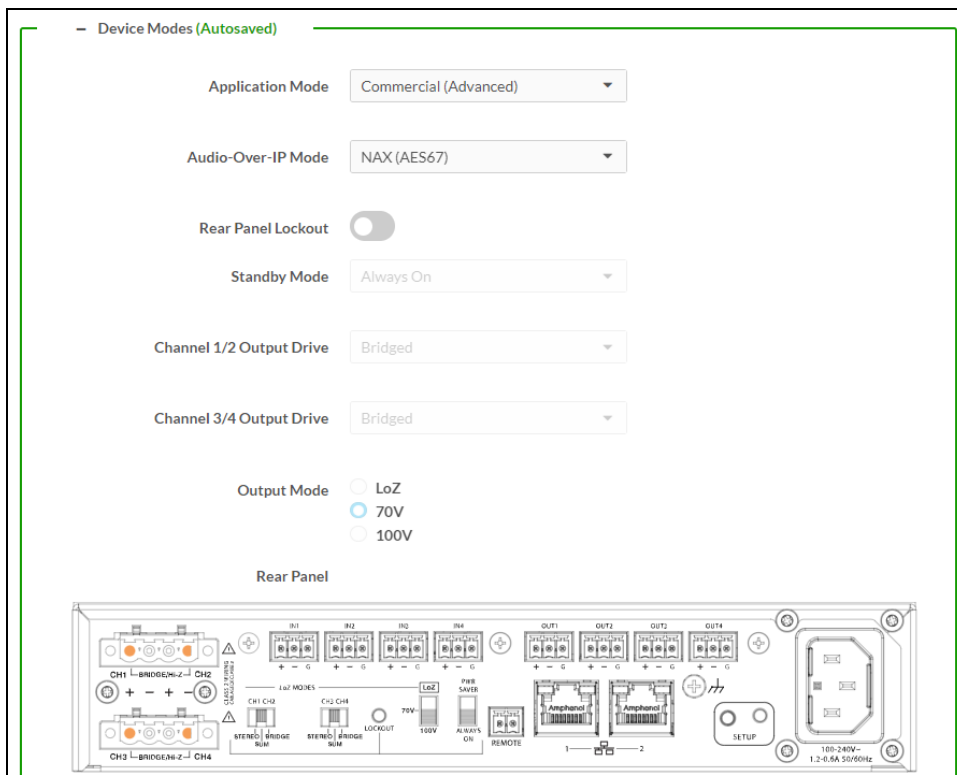 − Device Modes (Autosaved)
Application Mode Commercial (Advanced)
Audio-Over-IP Mode NAX (AES67)
Rear Panel Lockout
Standby Mode Always On
Channel 1/2 Output Drive Bridged
Channel 3/4 Output Drive Bridged
Output Mode LoZ
70V
100V
Rear Panel
IN1 IN2 IN3 IN4 OUT1 OUT2 OUT3 OUT4
+ − G + − G + − G + − G + − G + − G + − G + − G
CH1 BRIDGE/Hi-Z CH2
+ − + −
LoZ MODES
CH1 CH2
STEREO BRIDGE
SUM
CH3 CH4
STEREO BRIDGE
SUM
LOCKOUT
LoZ
70V
100V
PWR
SAVER
ALWAYS
ON
REMOTE
Amphenol Amphenol
1 2
SETUP
100-240V~
1.2-0.6A 50/60Hz
CH3 BRIDGE/Hi-Z CH4